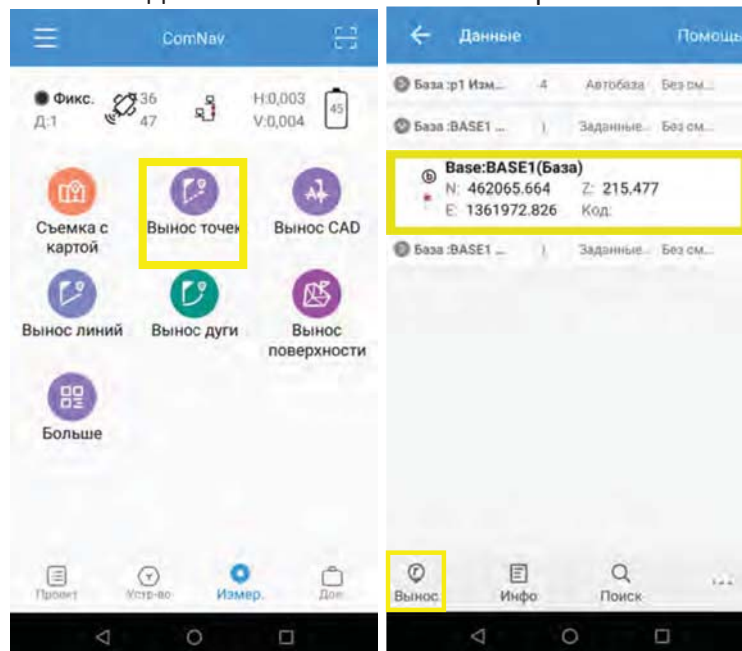 ComNav
Фикс. 36 H:0,003 45
Д:1 47 V:0,004
Съемка с картой
Вынос точек
Вынос CAD
Вынос линий
Вынос дуги
Вынос поверхности
Больше
Проект Устр-во Измер. Доп
Данные Помощь
База:p1 Изм... 4 Автобаза Без см...
База:BASE1 ... ) Заданные... Без см...
Base:BASE1(База)
N: 462065.664 Z: 215.477
E: 1361972.826 Код:
База:BASE1 ... ) Заданные... Без см...
Вынос Инфо Поиск ...